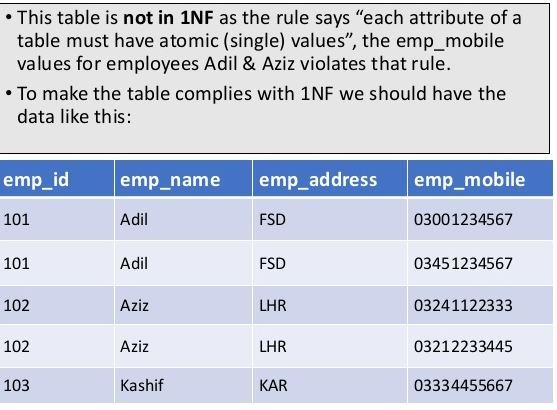 • This table is not in 1NF as the rule says “each attribute of a
table must have atomic (single) values”, the emp_mobile
values for employees Adil & Aziz violates that rule.
• To make the table complies with 1NF we should have the
data like this:
emp_id emp_name emp_address emp_mobile
101 Adil FSD 03001234567
101 Adil FSD 03451234567
102 Aziz LHR 03241122333
102 Aziz LHR 03212233445
103 Kashif KAR 03334455667